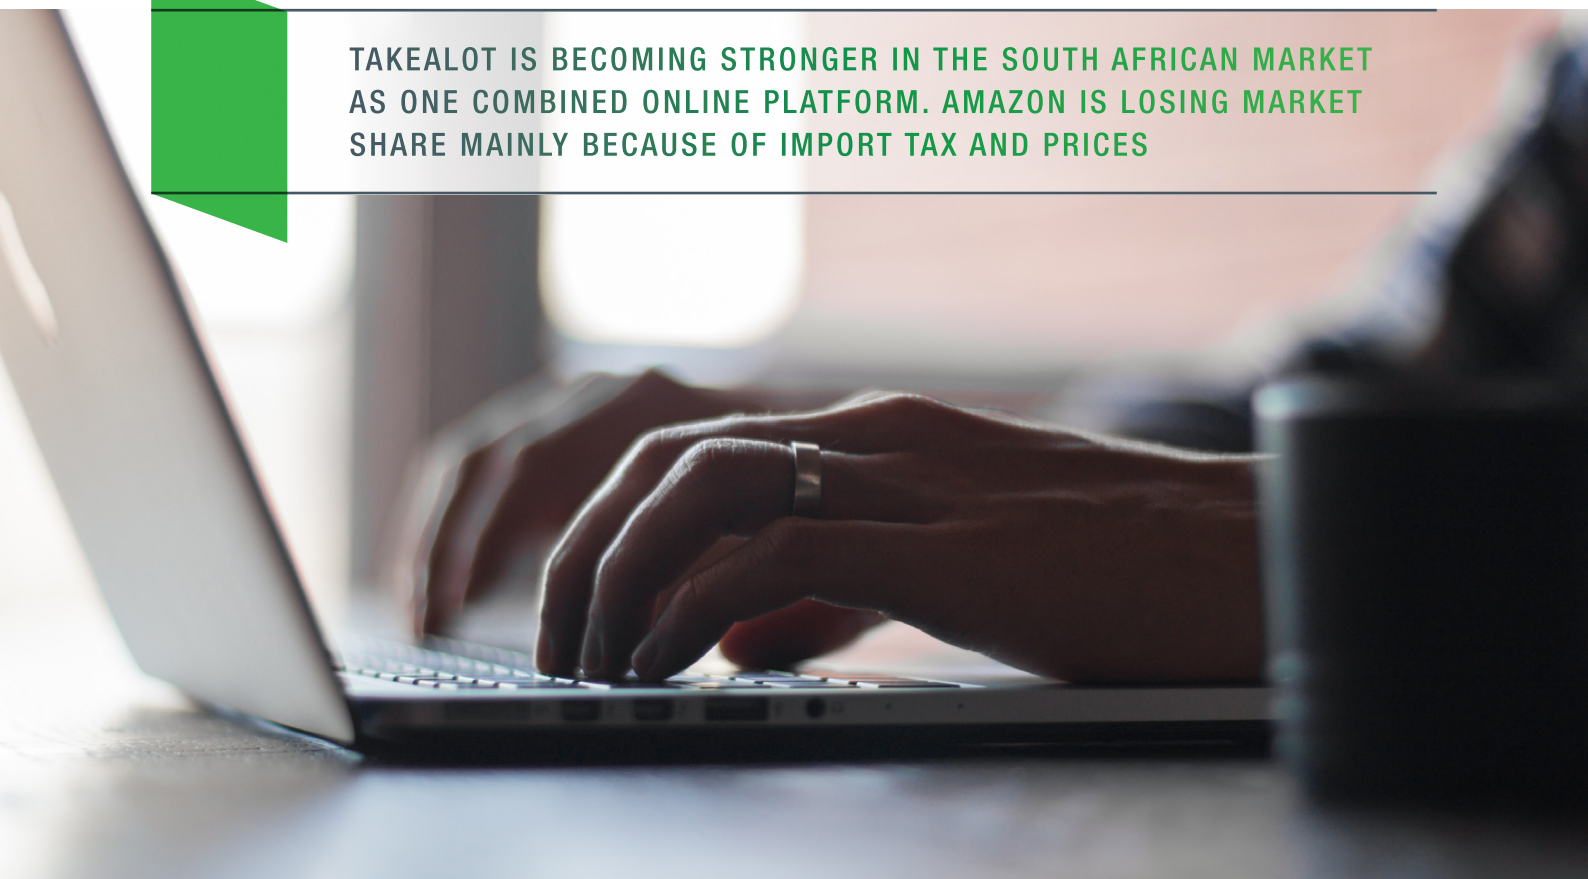 TAKEALOT IS BECOMING STRONGER IN THE SOUTH AFRICAN MARKET
AS ONE COMBINED ONLINE PLATFORM. AMAZON IS LOSING MARKET
SHARE MAINLY BECAUSE OF IMPORT TAX AND PRICES